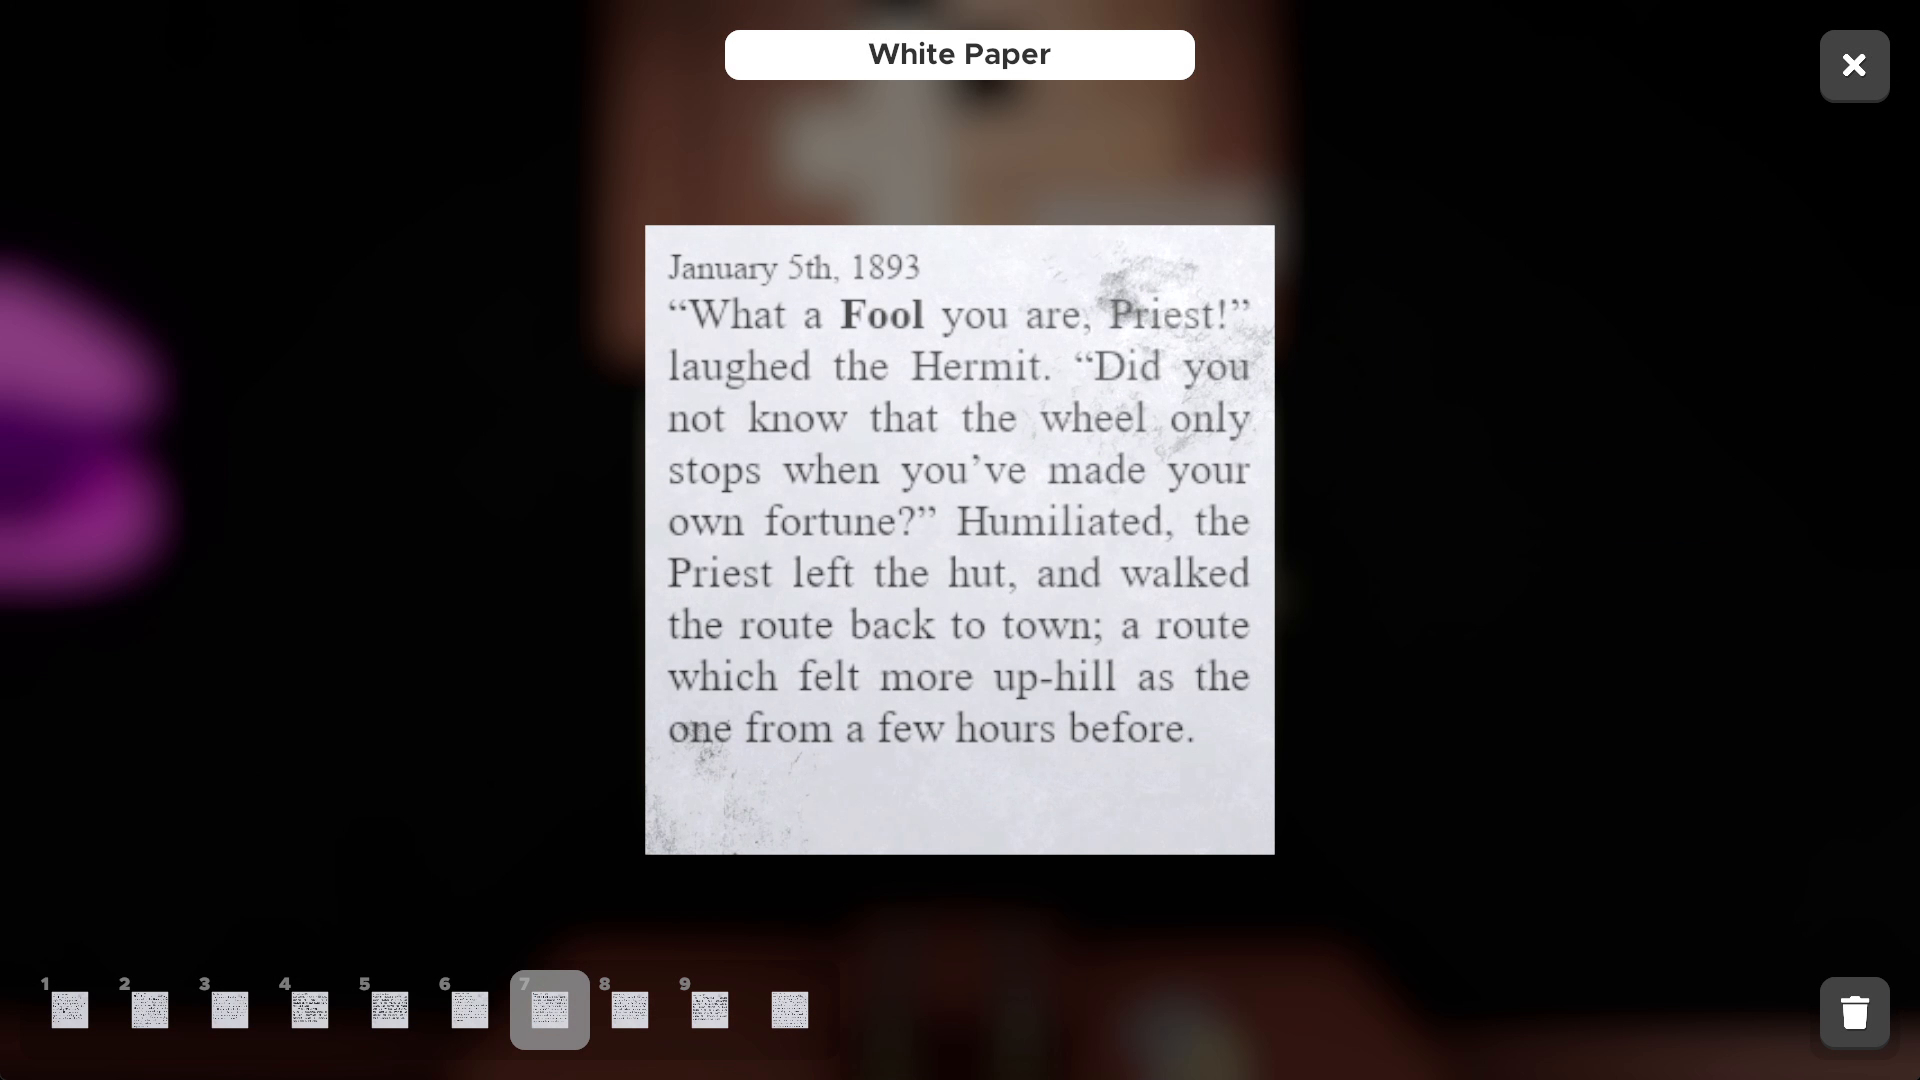 White Paper
January 5th, 1893
“What a Fool you are, Priest!”
laughed the Hermit. “Did you
not know that the wheel only
stops when you’ve made your
own fortune?” Humiliated, the
Priest left the hut, and walked
the route back to town; a route
which felt more up-hill as the
one from a few hours before.
1 2 3 4 5 6 7 8 9